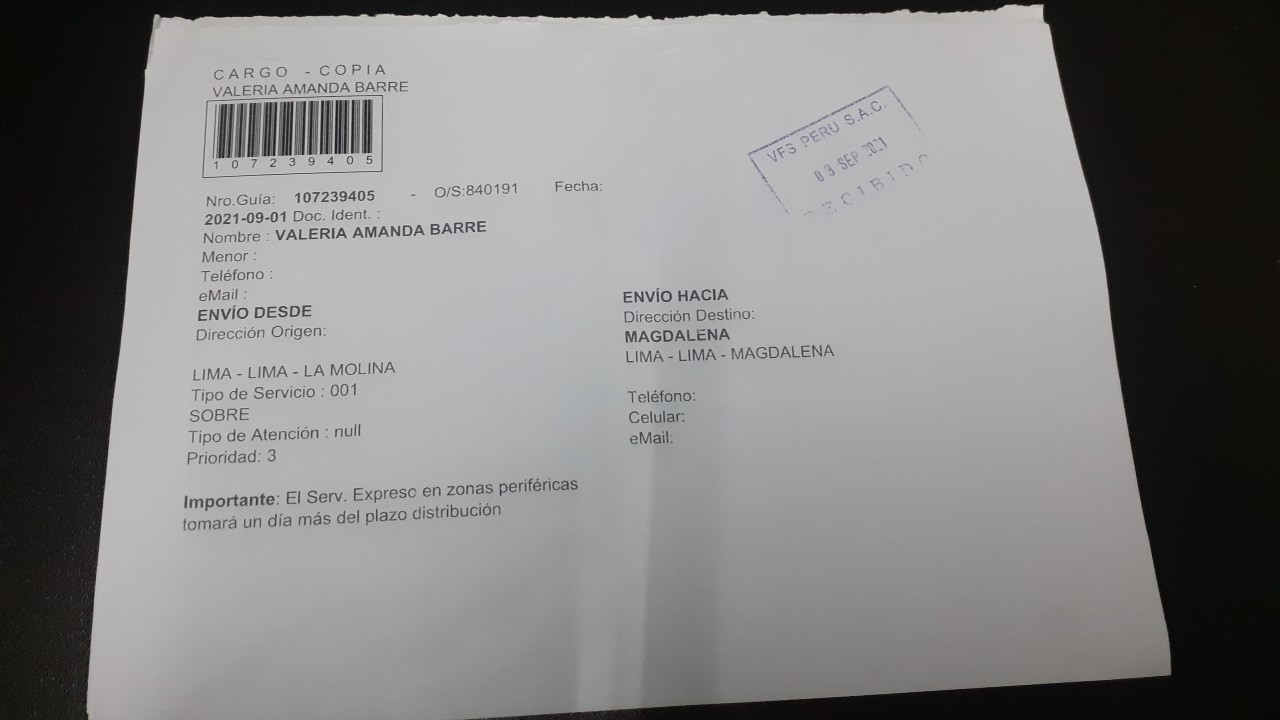 CARGO - COPIA
VALERIA AMANDA BARRE
107239405
Nro.Guía: 107239405 - O/S:840191 Fecha:
2021-09-01 Doc. Ident. :
Nombre : VALERIA AMANDA BARRE
Menor :
Teléfono :
eMail :
ENVÍO DESDE
Dirección Origen:
LIMA - LIMA - LA MOLINA
Tipo de Servicio : 001
SOBRE
Tipo de Atención : null
Prioridad: 3
Importante: El Serv. Expreso en zonas periféricas
tomará un día más del plazo distribución
ENVÍO HACIA
Dirección Destino:
MAGDALENA
LIMA - LIMA - MAGDALENA
Teléfono:
Celular:
eMail:
VFS PERU S.A.C.
03 SEP 2021
RECIBIDO